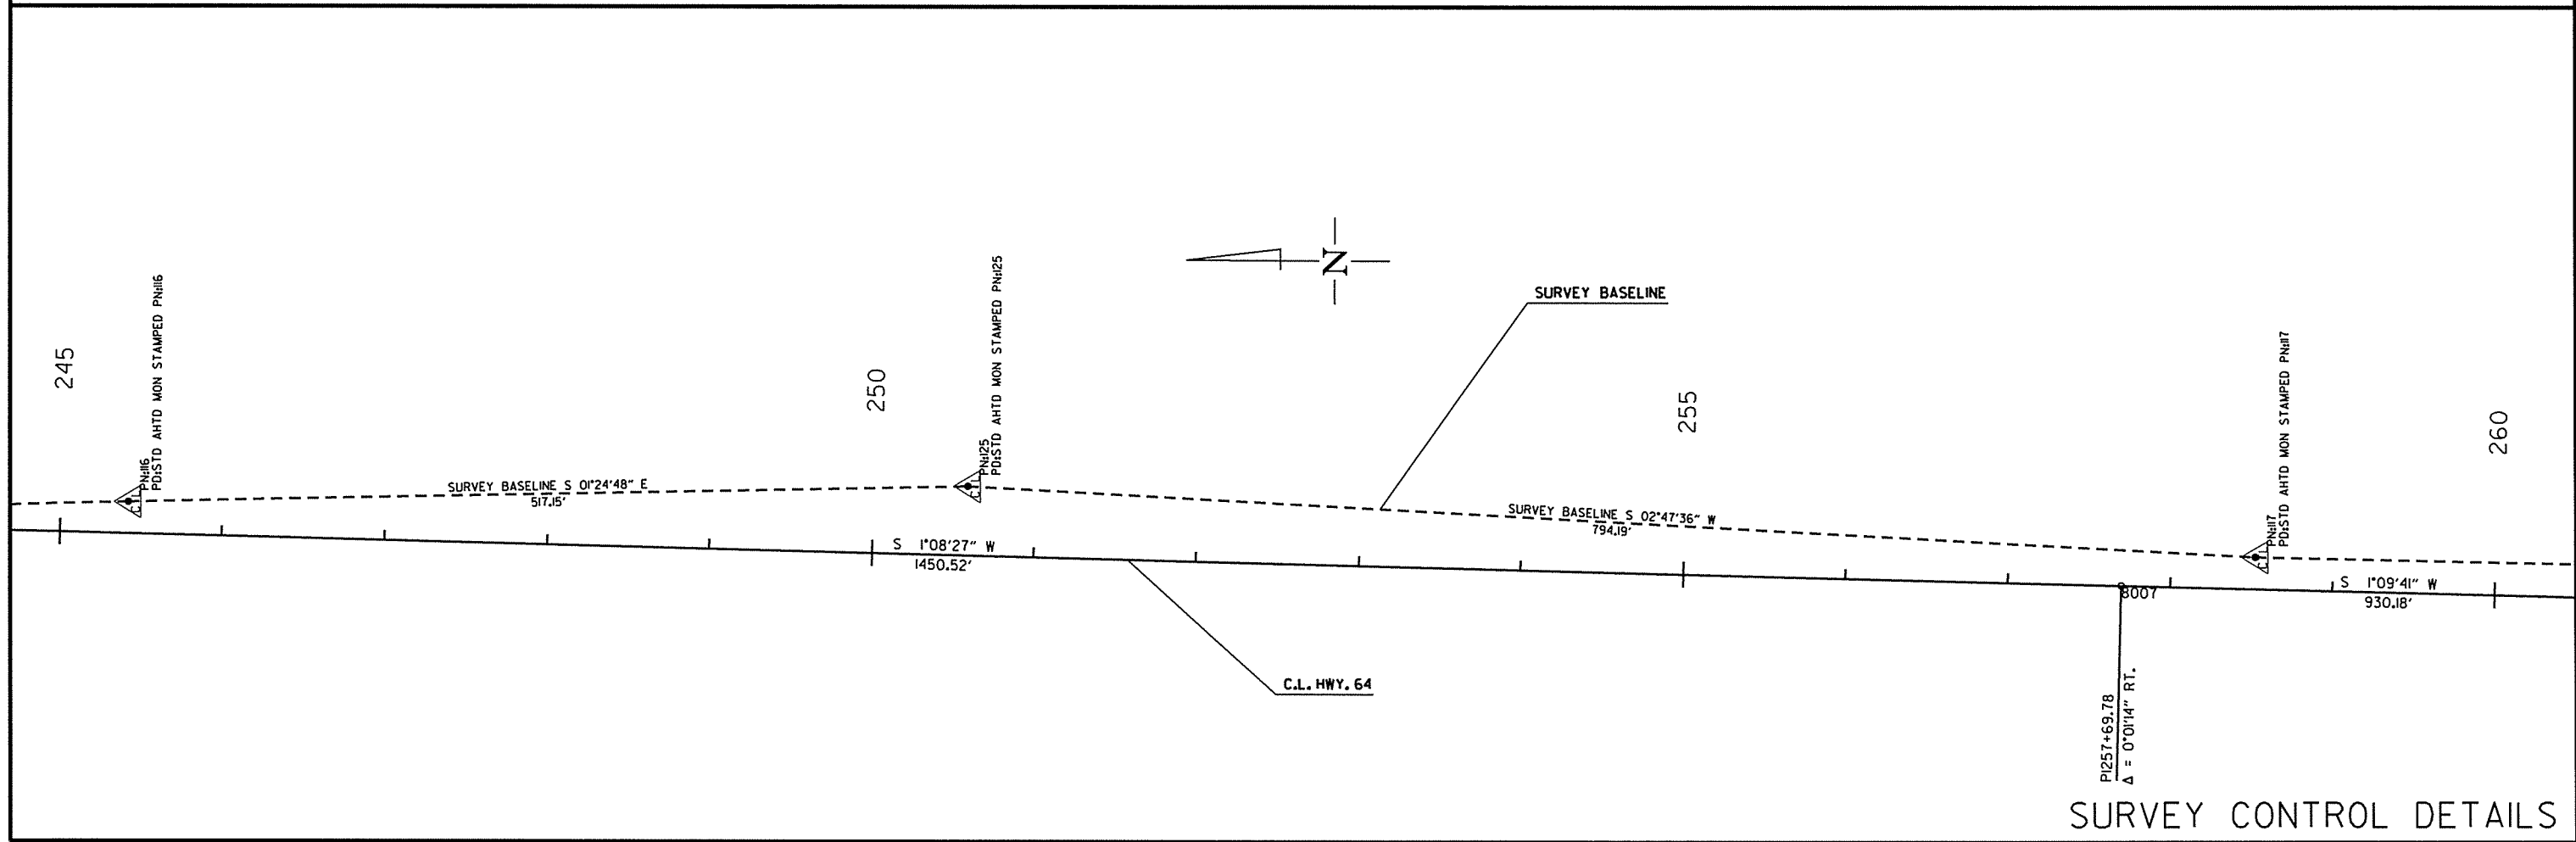 245
PN:116
PD:STD AHTD MON STAMPED PN:116
C.T.L
SURVEY BASELINE S 01°24'48" E
517.15'
250
PN:125
PD:STD AHTD MON STAMPED PN:125
C.T.L
S 1°08'27" W
1450.52'
N
SURVEY BASELINE
C.L. HWY. 64
SURVEY BASELINE S 02°47'36" W
794.19'
255
8007
PI257+69.78
Δ = 0°01'14" RT.
PN:117
PD:STD AHTD MON STAMPED PN:117
C.T.L
S 1°09'41" W
930.18'
260
SURVEY CONTROL DETAILS